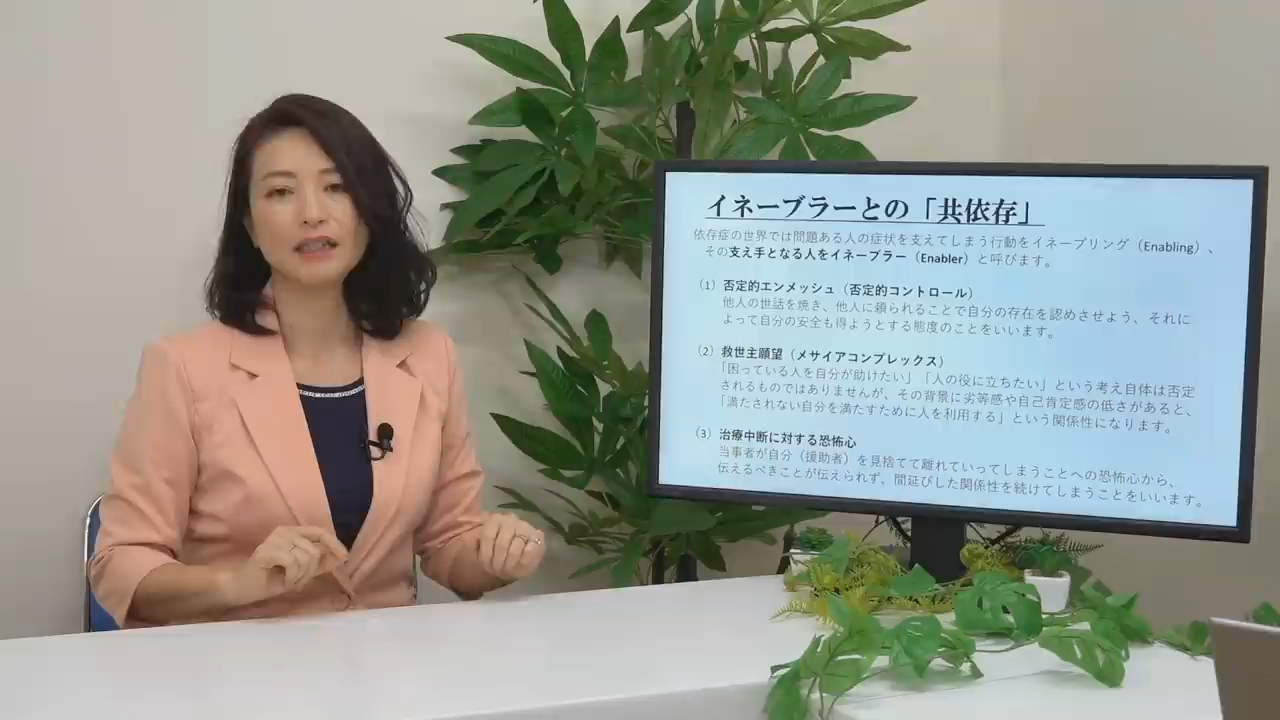 イネーブラーとの「共依存」
依存症の世界では問題ある人の症状を支えてしまう行動をイネーブリング（Enabling）、
その支え手となる人をイネーブラー（Enabler）と呼びます。
（1）否定的エンメッシュ（否定的コントロール）
他人の世話を焼き、他人に頼られることで自分の存在を認めさせよう、それに
よって自分の安全も得ようとする態度のことをいいます。
（2）救世主願望（メサイアコンプレックス）
「困っている人を自分が助けたい」「人の役に立ちたい」という考え自体は否定
されるものではありませんが、その背景に劣等感や自己肯定感の低さがあると、
「満たされない自分を満たすために人を利用する」という関係性になります。
（3）治療中断に対する恐怖心
当事者が自分（援助者）を見捨てて離れていってしまうことへの恐怖心から、
伝えるべきことが伝えられず、間延びした関係性を続けてしまうことをいいます。